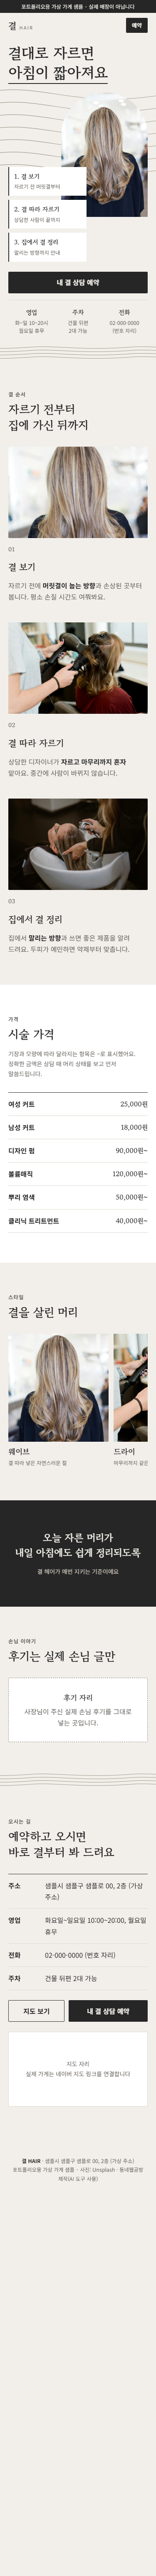 포트폴리오용 가상 가게 샘플 · 실제 매장이 아닙니다
결 HAIR
예약
결대로 자르면
아침이 짧아져요
1. 결 보기
자르기 전 머릿결부터
2. 결 따라 자르기
상담한 사람이 끝까지
3. 집에서 결 정리
말리는 방향까지 안내
내 결 상담 예약
영업 주차 전화
화–일 10–20시 건물 뒤편 02-000-0000
월요일 휴무 2대 가능 (번호 자리)
결 순서
자르기 전부터
집에 가신 뒤까지
01
결 보기
자르기 전에 머릿결이 눕는 방향과 손상된 곳부터
봅니다. 평소 손질 시간도 여쭤봐요.
02
결 따라 자르기
상담한 디자이너가 자르고 마무리까지 혼자
맡아요. 중간에 사람이 바뀌지 않습니다.
03
집에서 결 정리
집에서 말리는 방향과 쓰면 좋은 제품을 알려
드려요. 두피가 예민하면 약제부터 맞춥니다.
가격
시술 가격
기장과 모량에 따라 달라지는 항목은 ~로 표시했어요.
정확한 금액은 상담 때 머리 상태를 보고 먼저
말씀드립니다.
여성 커트 25,000원
남성 커트 18,000원
디자인 펌 90,000원~
볼륨매직 120,000원~
뿌리 염색 50,000원~
클리닉 트리트먼트 40,000원~
스타일
결을 살린 머리
웨이브 드라이
결 따라 넣은 자연스러운 컬 마무리까지 같은
오늘 자른 머리가
내일 아침에도 쉽게 정리되도록
결 헤어가 매번 지키는 기준이에요
손님 이야기
후기는 실제 손님 글만
후기 자리
사장님이 주신 실제 손님 후기를 그대로
넣는 곳입니다.
오시는 길
예약하고 오시면
바로 결부터 봐 드려요
주소 샘플시 샘플구 샘플로 00, 2층 (가상
주소)
영업 화요일–일요일 10:00–20:00, 월요일
휴무
전화 02-000-0000 (번호 자리)
주차 건물 뒤편 2대 가능
지도 보기 내 결 상담 예약
지도 자리
실제 가게는 네이버 지도 링크를 연결합니다
결 HAIR · 샘플시 샘플구 샘플로 00, 2층 (가상 주소)
포트폴리오용 가상 가게 샘플 · 사진: Unsplash · 동네웹공방
제작(AI 도구 사용)